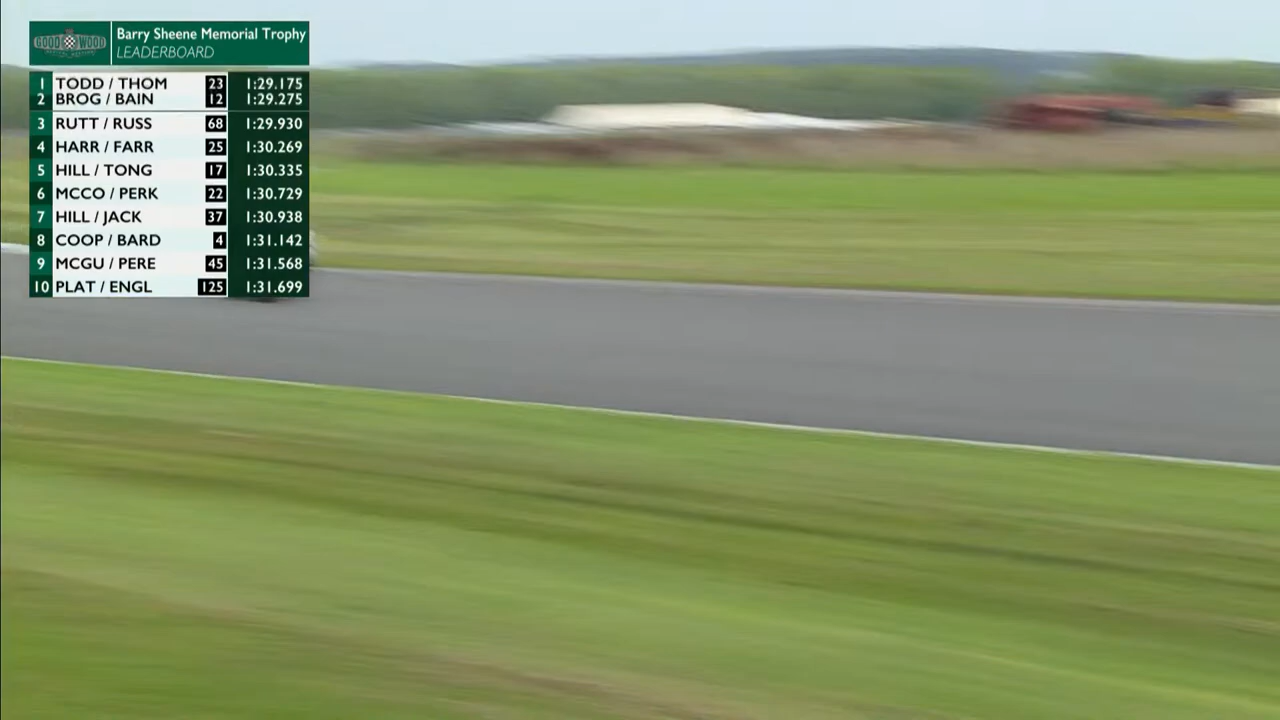 GOODWOOD
Barry Sheene Memorial Trophy
LEADERBOARD
1 TODD / THOM 23 1:29.175
2 BROG / BAIN 12 1:29.275
3 RUTT / RUSS 68 1:29.930
4 HARR / FARR 25 1:30.269
5 HILL / TONG 17 1:30.335
6 MCCO / PERK 22 1:30.729
7 HILL / JACK 37 1:30.938
8 COOP / BARD 4 1:31.142
9 MCGU / PERE 45 1:31.568
10 PLAT / ENGL 125 1:31.699